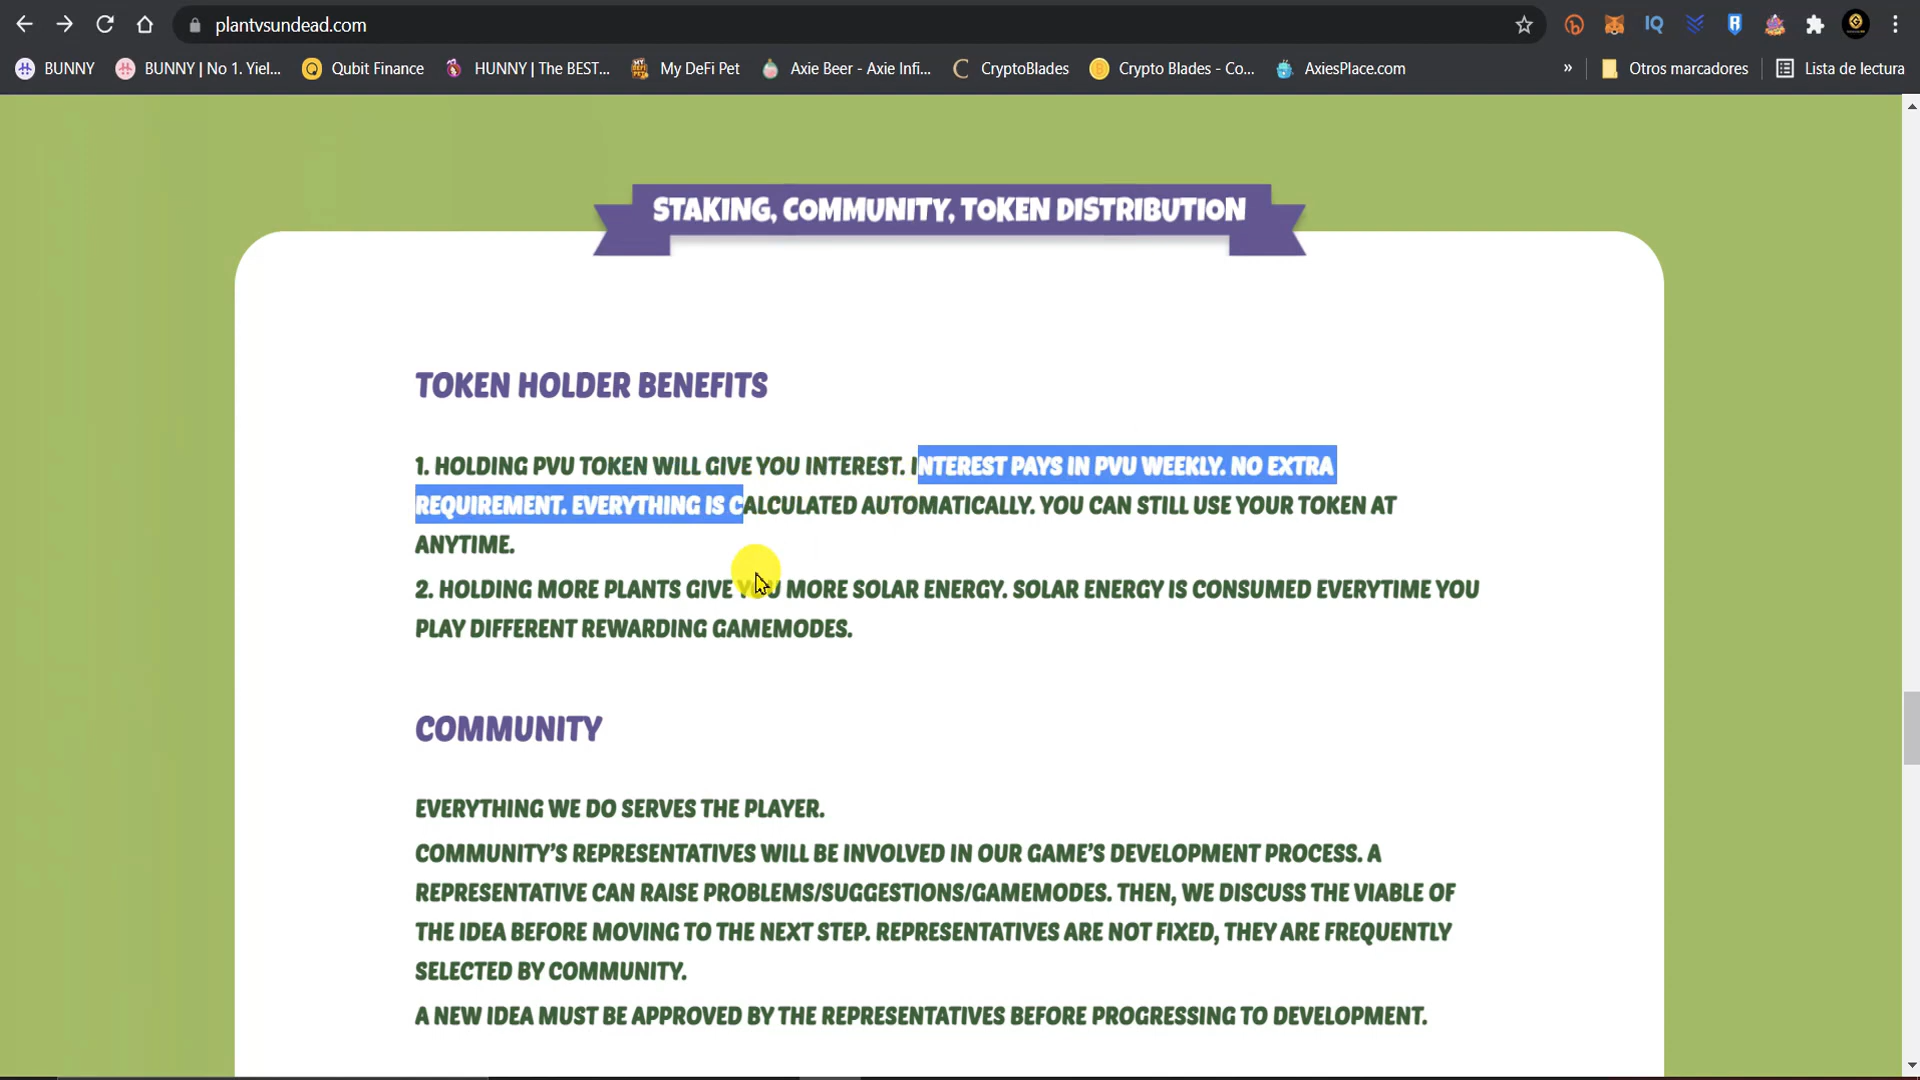 plantvsundead.com
BUNNY
BUNNY | No 1. Yiel...
Qubit Finance
HUNNY | The BEST...
My DeFi Pet
Axie Beer - Axie Infi...
CryptoBlades
Crypto Blades - Co...
AxiesPlace.com
»
Otros marcadores
Lista de lectura
STAKING, COMMUNITY, TOKEN DISTRIBUTION
TOKEN HOLDER BENEFITS
1. HOLDING PVU TOKEN WILL GIVE YOU INTEREST. INTEREST PAYS IN PVU WEEKLY. NO EXTRA
REQUIREMENT. EVERYTHING IS CALCULATED AUTOMATICALLY. YOU CAN STILL USE YOUR TOKEN AT
ANYTIME.
2. HOLDING MORE PLANTS GIVE YOU MORE SOLAR ENERGY. SOLAR ENERGY IS CONSUMED EVERYTIME YOU
PLAY DIFFERENT REWARDING GAMEMODES.
COMMUNITY
EVERYTHING WE DO SERVES THE PLAYER.
COMMUNITY’S REPRESENTATIVES WILL BE INVOLVED IN OUR GAME’S DEVELOPMENT PROCESS. A
REPRESENTATIVE CAN RAISE PROBLEMS/SUGGESTIONS/GAMEMODES. THEN, WE DISCUSS THE VIABLE OF
THE IDEA BEFORE MOVING TO THE NEXT STEP. REPRESENTATIVES ARE NOT FIXED, THEY ARE FREQUENTLY
SELECTED BY COMMUNITY.
A NEW IDEA MUST BE APPROVED BY THE REPRESENTATIVES BEFORE PROGRESSING TO DEVELOPMENT.